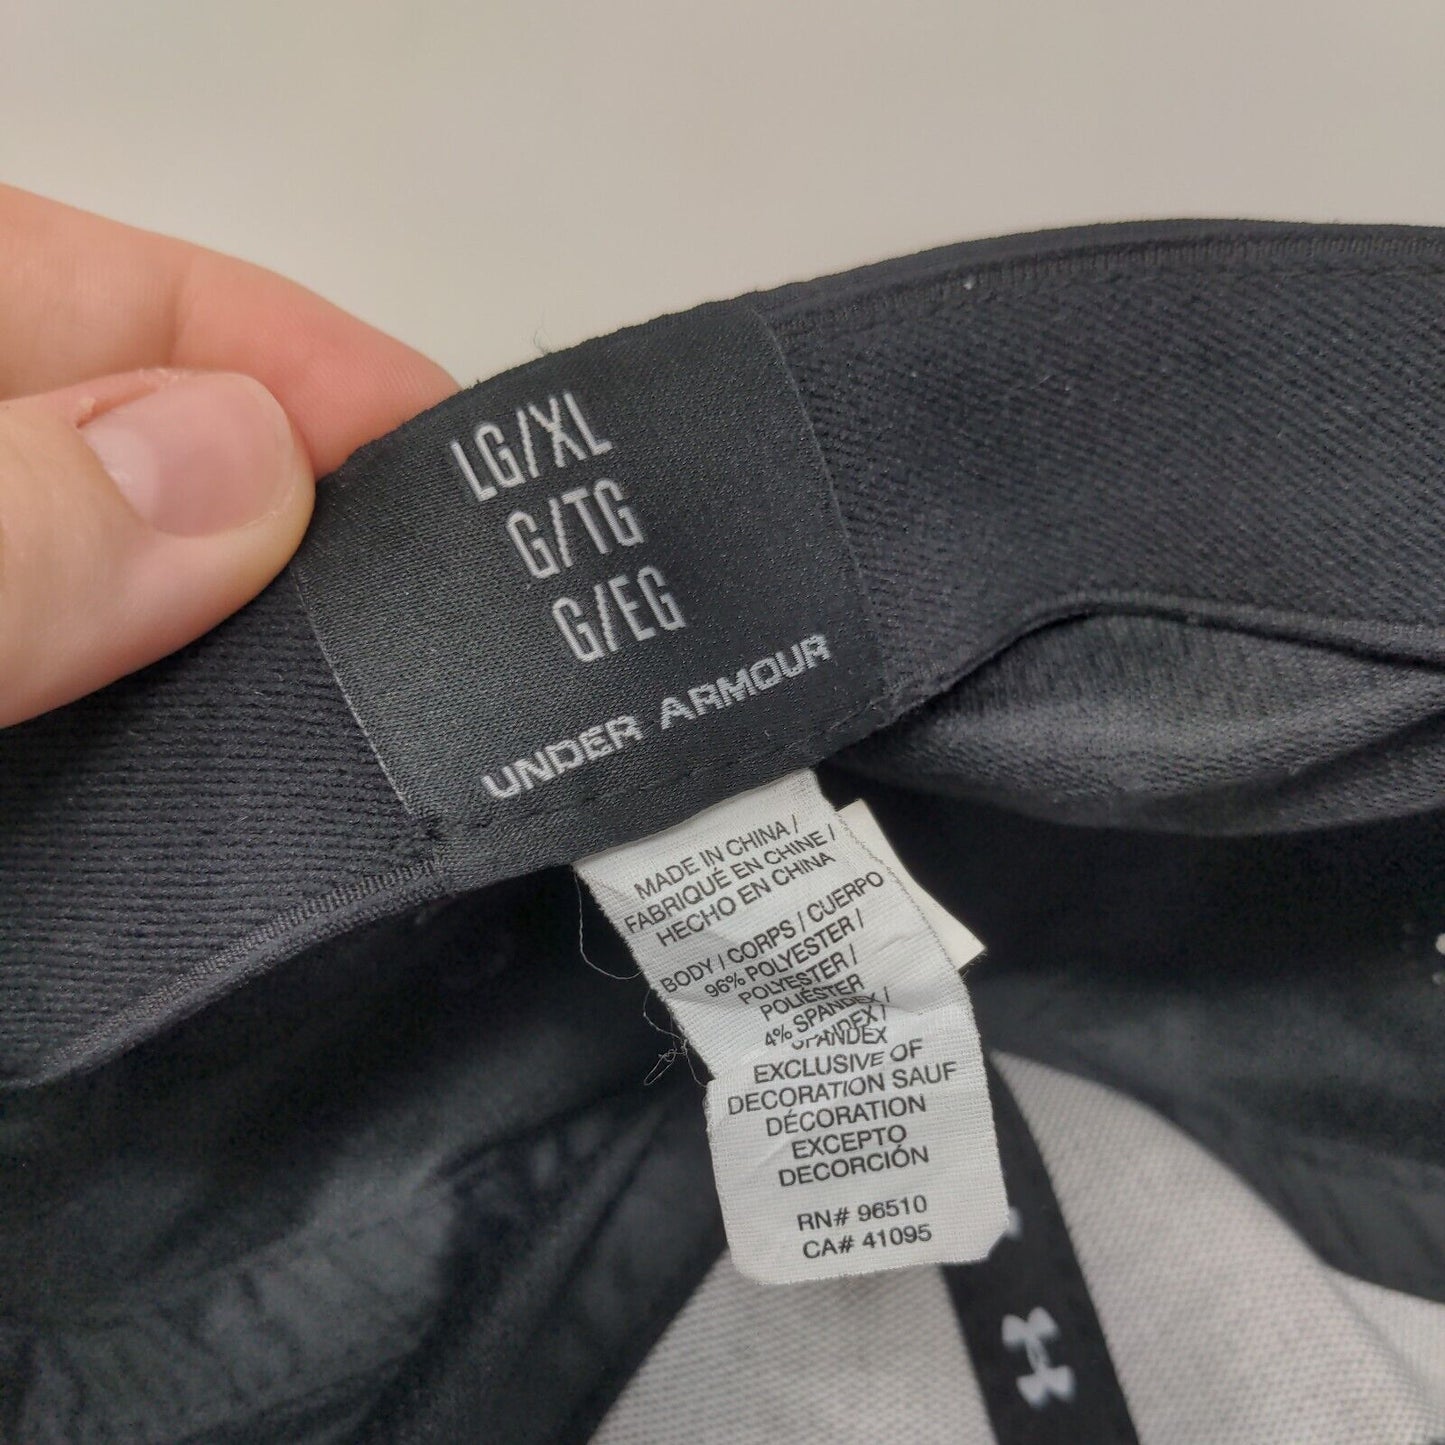 LG/XL
G/TG
G/EG
UNDER ARMOUR
MADE IN CHINA /
FABRIQUÉ EN CHINE /
HECHO EN CHINA
BODY / CORPS / CUERPO
96% POLYESTER /
POLYESTER /
POLIÉSTER
4% SPANDEX /
SPANDEX /
SPANDEX
EXCLUSIVE OF
DECORATION SAUF
DÉCORATION
EXCEPTO
DECORCIÓN
RN# 96510
CA# 41095